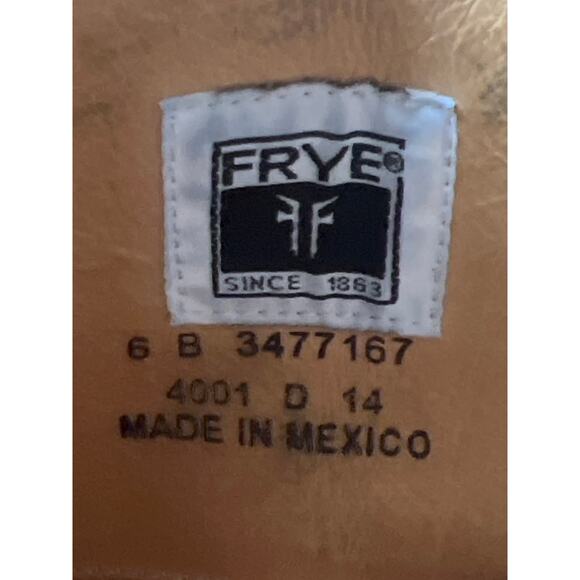 FRYE®
SINCE 1863
6 B 3477167
4001 D 14
MADE IN MEXICO